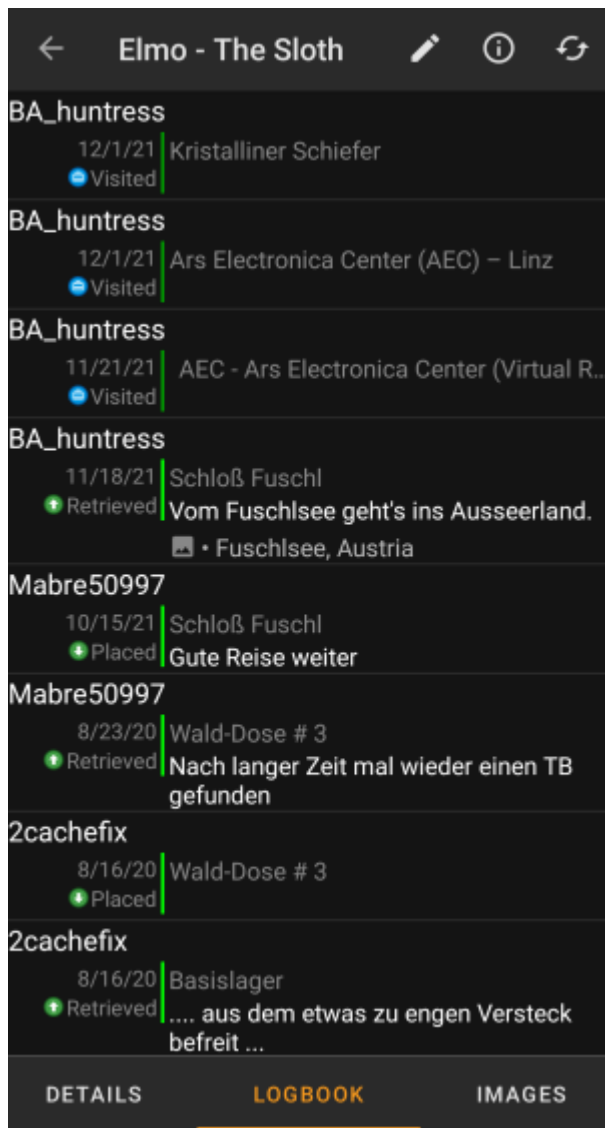 Elmo - The Sloth
BA_huntress
12/1/21 Kristalliner Schiefer
Visited
BA_huntress
12/1/21 Ars Electronica Center (AEC) – Linz
Visited
BA_huntress
11/21/21 AEC - Ars Electronica Center (Virtual R...
Visited
BA_huntress
11/18/21 Schloß Fuschl
Retrieved Vom Fuschlsee geht's ins Ausseerland.
• Fuschlsee, Austria
Mabre50997
10/15/21 Schloß Fuschl
Placed Gute Reise weiter
Mabre50997
8/23/20 Wald-Dose # 3
Retrieved Nach langer Zeit mal wieder einen TB
gefunden
2cachefix
8/16/20 Wald-Dose # 3
Placed
2cachefix
8/16/20 Basislager
Retrieved .... aus dem etwas zu engen Versteck
befreit ...
DETAILS LOGBOOK IMAGES